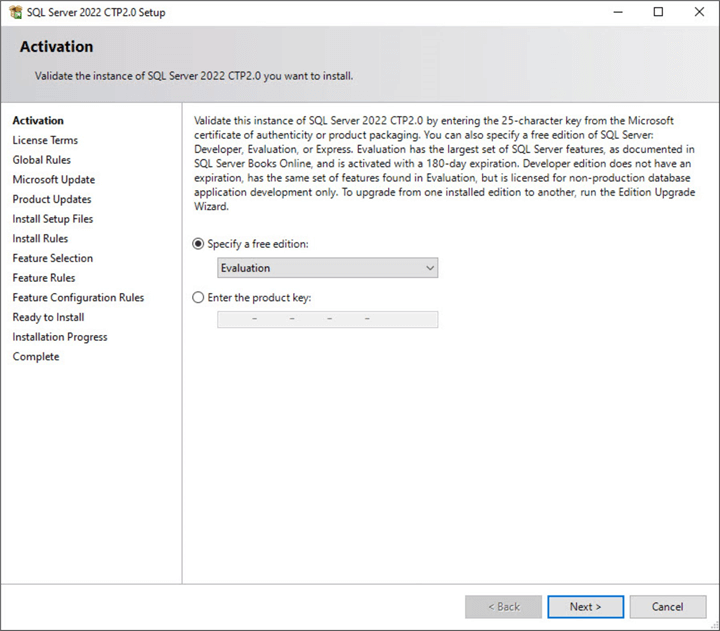 SQL Server 2022 CTP2.0 Setup
Activation
Validate the instance of SQL Server 2022 CTP2.0 you want to install.
Activation
License Terms
Global Rules
Microsoft Update
Product Updates
Install Setup Files
Install Rules
Feature Selection
Feature Rules
Feature Configuration Rules
Ready to Install
Installation Progress
Complete
Validate this instance of SQL Server 2022 CTP2.0 by entering the 25-character key from the Microsoft
certificate of authenticity or product packaging. You can also specify a free edition of SQL Server:
Developer, Evaluation, or Express. Evaluation has the largest set of SQL Server features, as documented in
SQL Server Books Online, and is activated with a 180-day expiration. Developer edition does not have an
expiration, has the same set of features found in Evaluation, but is licensed for non-production database
application development only. To upgrade from one installed edition to another, run the Edition Upgrade
Wizard.
Specify a free edition:
Evaluation
Enter the product key:
- - - -
< Back Next > Cancel